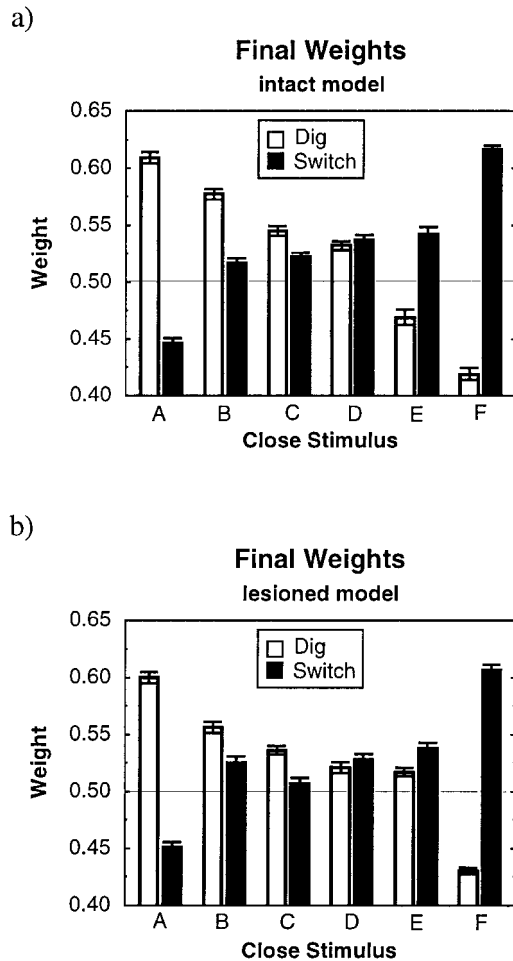 a)
Final Weights
intact model
Dig
Switch
0.65
0.60
0.55
0.50
0.45
0.40
Weight
A B C D E F
Close Stimulus
b)
Final Weights
lesioned model
Dig
Switch
0.65
0.60
0.55
0.50
0.45
0.40
Weight
A B C D E F
Close Stimulus